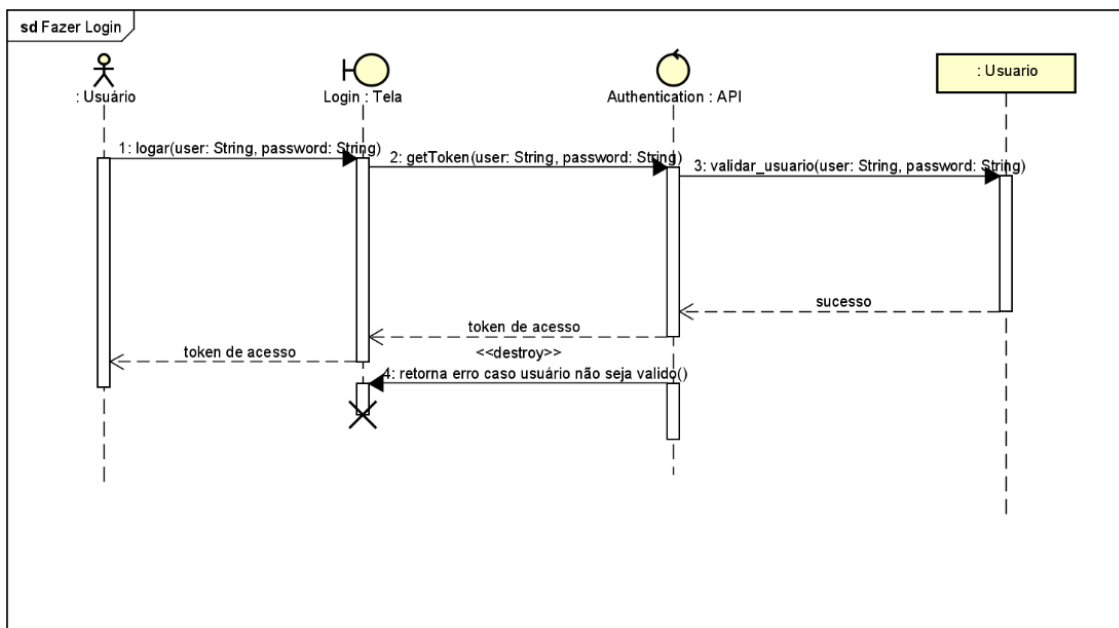 sd Fazer Login
: Usuário
Login : Tela
Authentication : API
: Usuario
1: logar(user: String, password: String)
2: getToken(user: String, password: String)
3: validar_usuario(user: String, password: String)
sucesso
token de acesso
token de acesso
<<destroy>>
4: retorna erro caso usuário não seja valido()